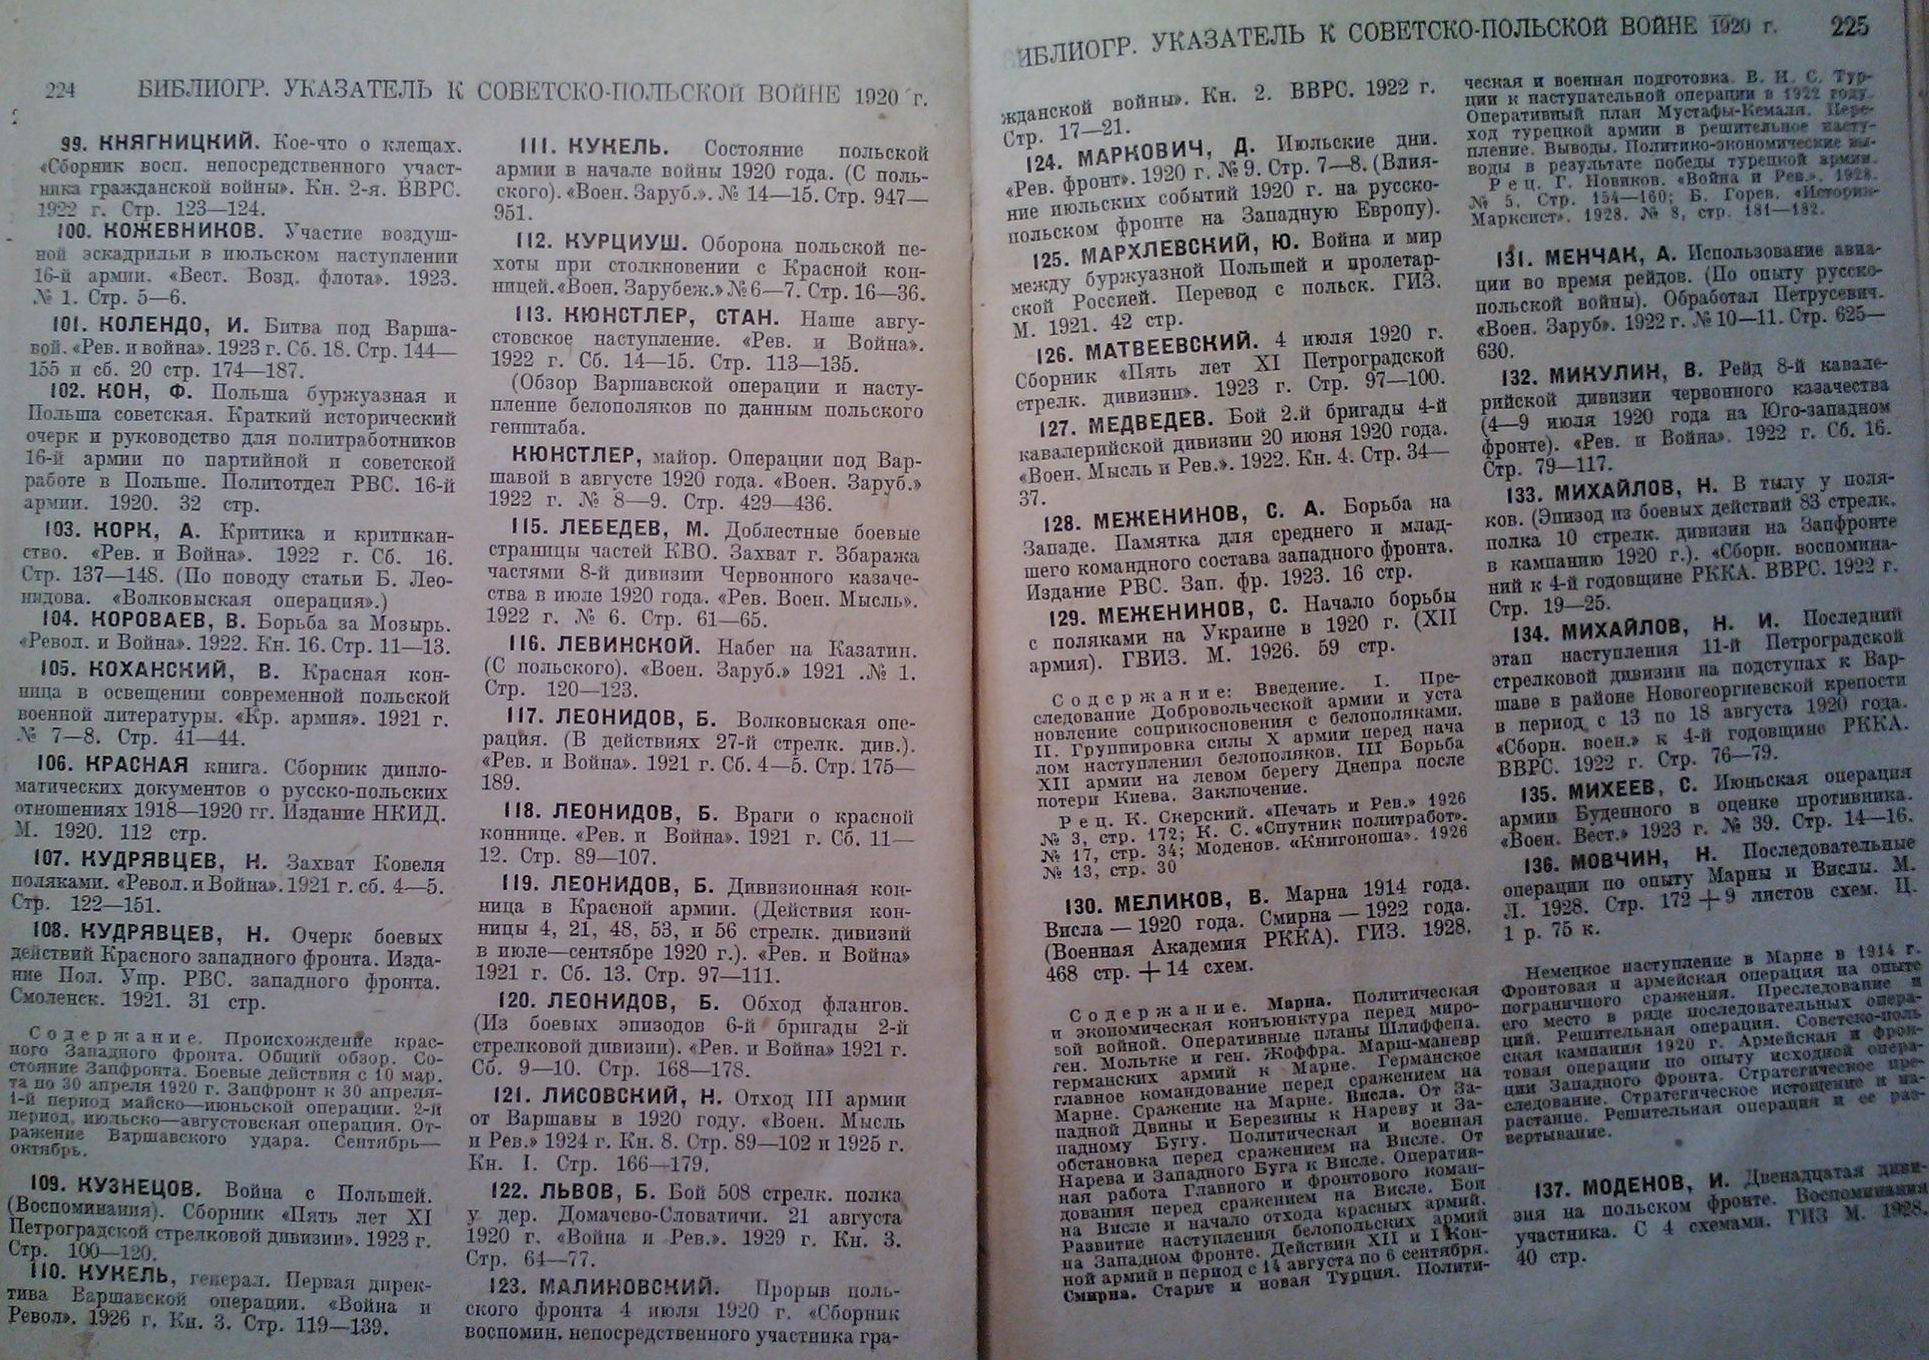 224 БИБЛИОГР. УКАЗАТЕЛЬ К СОВЕТСКО-ПОЛЬСКОЙ ВОЙНЕ 1920 г.
99. КНЯГНИЦКИЙ. Кое-что о клещах.
«Сборник восп. непосредственного участ-
ника гражданской войны». Кн. 2-я. ВВРС.
1922 г. Стр. 123—124.
100. КОЖЕВНИКОВ. Участие воздуш-
ной эскадрильи в июльском наступлении
16-й армии. «Вест. Возд. флота». 1923.
№ 1. Стр. 5—6.
101. КОЛЕНДО, И. Битва под Варша-
вой. «Рев. и война». 1923 г. Сб. 18. Стр. 144—
155 и сб. 20 стр. 174—187.
102. КОН, Ф. Польша буржуазная и
Польша советская. Краткий исторический
очерк и руководство для политработников
16-й армии по партийной и советской
работе в Польше. Политотдел РВС. 16-й
армии. 1920. 32 стр.
103. КОРК, А. Критика и критикан-
ство. «Рев. и Война». 1922 г. Сб. 16.
Стр. 137—148. (По поводу статьи Б. Лео-
нидова. «Волковыская операция».)
104. КОРОВАЕВ, В. Борьба за Мозырь.
«Револ. и Война». 1922. Кн. 16. Стр. 11—13.
105. КОХАНСКИЙ, В. Красная кон-
ница в освещении современной польской
военной литературы. «Кр. армия». 1921 г.
№ 7—8. Стр. 41—44.
106. КРАСНАЯ книга. Сборник дипло-
матических документов о русско-польских
отношениях 1918—1920 гг. Издание НКИД.
М. 1920. 112 стр.
107. КУДРЯВЦЕВ, Н. Захват Ковеля
поляками. «Револ. и Война». 1921 г. сб. 4—5.
Стр. 122—151.
108. КУДРЯВЦЕВ, Н. Очерк боевых
действий Красного западного фронта. Изда-
ние Пол. Упр. РВС. западного фронта.
Смоленск. 1921. 31 стр.
Содержание. Происхождение крас-
ного Западного фронта. Общий обзор. Со-
стояние Запфронта. Боевые действия с 10 мар.
та по 30 апреля 1920 г. Запфронт к 30 апреля-
1-й период майско—июньской операции. 2-й
период, июльско—августовская операция. От-
ражение Варшавского удара. Сентябрь—
октябрь.
109. КУЗНЕЦОВ. Война с Польшей.
(Воспоминания). Сборник «Пять лет XI
Петроградской стрелковой дивизии». 1923 г.
Стр. 100—120.
110. КУКЕЛЬ, генерал. Первая дирек-
тива Варшавской операции. «Война и
Револ». 1926 г. Кн. 3. Стр. 119—139.
111. КУКЕЛЬ. Состояние польской
армии в начале войны 1920 года. (С поль-
ского). «Воен. Заруб.». № 14—15. Стр. 947—
951.
112. КУРЦИУШ. Оборона польской пе-
хоты при столкновении с Красной кон-
ницей. «Воен. Зарубеж.» № 6—7. Стр. 16—36.
113. КЮНСТЛЕР, СТАН. Наше авгу-
стовское наступление. «Рев. и Война».
1922 г. Сб. 14—15. Стр. 113—135.
(Обзор Варшавской операции и насту-
пление белополяков по данным польского
генштаба.
КЮНСТЛЕР, майор. Операции под Вар-
шавой в августе 1920 года. «Воен. Заруб.»
1922 г. № 8—9. Стр. 429—436.
115. ЛЕБЕДЕВ, М. Доблестные боевые
страницы частей КВО. Захват г. Збаража
частями 8-й дивизии Червонного казаче-
ства в июле 1920 года. «Рев. Воен. Мысль».
1922 г. № 6. Стр. 61—65.
116. ЛЕВИНСКОЙ. Набег на Казатин.
(С польского). «Воен. Заруб.» 1921 .№ 1.
Стр. 120—123.
117. ЛЕОНИДОВ, Б. Волковыская опе-
рация. (В действиях 27-й стрелк. див.).
«Рев. и Война». 1921 г. Сб. 4—5. Стр. 175—
189.
118. ЛЕОНИДОВ, Б. Враги о красной
коннице. «Рев. и Война». 1921 г. Сб. 11—
12. Стр. 89—107.
119. ЛЕОНИДОВ, Б. Дивизионная кон-
ница в Красной армии. (Действия кон-
ницы 4, 21, 48, 53, и 56 стрелк. дивизий
в июле—сентябре 1920 г.). «Рев. и Война»
1921 г. Сб. 13. Стр. 97—111.
120. ЛЕОНИДОВ, Б. Обход флангов.
(Из боевых эпизодов 6-й бригады 2-й
стрелковой дивизии). «Рев. и Война» 1921 г.
Сб. 9—10. Стр. 168—178.
121. ЛИСОВСКИЙ, Н. Отход III армии
от Варшавы в 1920 году. «Воен. Мысль
и Рев.» 1924 г. Кн. 8. Стр. 89—102 и 1925 г.
Кн. I. Стр. 166—179.
122. ЛЬВОВ, Б. Бой 508 стрелк. полка
у дер. Домачево-Словатичи. 21 августа
1920 г. «Война и Рев.». 1929 г. Кн. 3.
Стр. 64—77.
123. МАЛИНОВСКИЙ. Прорыв поль-
ского фронта 4 июля 1920 г. «Сборник
воспомин. непосредственного участника гра-
БИБЛИОГР. УКАЗАТЕЛЬ К СОВЕТСКО-ПОЛЬСКОЙ ВОЙНЕ 1920 г. 225
жданской войны». Кн. 2. ВВРС. 1922 г.
Стр. 17—21.
124. МАРКОВИЧ, Д. Июльские дни.
«Рев. фронт». 1920 г. № 9. Стр. 7—8. (Влия-
ние июльских событий 1920 г. на русско-
польском фронте на Западную Европу).
125. МАРХЛЕВСКИЙ, Ю. Война и мир
между буржуазной Польшей и пролетар-
ской Россией. Перевод с польск. ГИЗ.
М. 1921. 42 стр.
126. МАТВЕЕВСКИЙ. 4 июля 1920 г.
Сборник «Пять лет XI Петроградской
стрелк. дивизии». 1923 г. Стр. 97—100.
127. МЕДВЕДЕВ. Бой 2.й бригады 4-й
кавалерийской дивизии 20 июня 1920 года.
«Воен. Мысль и Рев.». 1922. Кн. 4. Стр. 34—
37.
128. МЕЖЕНИНОВ, С. А. Борьба на
Западе. Памятка для среднего и млад-
шего командного состава западного фронта.
Издание РВС. Зап. фр. 1923. 16 стр.
129. МЕЖЕНИНОВ, С. Начало борьбы
с поляками на Украине в 1920 г. (XII
армия). ГВИЗ. М. 1926. 59 стр.
Содержание: Введение. I. Пре-
следование Добровольческой армии и уста
новление соприкосновения с белополяками.
II. Группировка силы X армии перед нача
лом наступления белополяков. III Борьба
XII армии на левом берегу Днепра после
потери Киева. Заключение.
Рец. К. Скерский. «Печать и Рев.» 1926
№ 3, стр. 172; К. С. «Спутник политработ».
№ 17, стр. 34; Моденов. «Книгоноша». 1926
№ 13, стр. 30
130. МЕЛИКОВ, В. Марна 1914 года.
Висла — 1920 года. Смирна — 1922 года.
(Военная Академия РККА). ГИЗ. 1928.
468 стр. + 14 схем.
Содержание. Марна. Политическая
и экономическая конъюнктура перед миро-
вой войной. Оперативные планы Шлиффена.
ген. Мольтке и ген. Жоффра. Марш-маневр
германских армий к Марне. Германское
главное командование перед сражением на
Марне. Сражение на Марне. Висла. От За-
падной Двины и Березины к Нареву и За-
падному Бугу. Политическая и военная
обстановка перед сражением на Висле. От
Нарева и Западного Буга к Висле. Оператив-
ная работа Главного и фронтового коман-
дования перед сражением на Висле. Бои
на Висле и начало отхода красных армий.
Развитие наступления белопольских армий
на Западном Фронте. Действия XII и I Кон-
ной армий в период с 14 августа по 6 сентября.
Смирна. Старые и новая Турция. Полити-
ческая и военная подготовка. В. Н. С. Тур-
ции к наступательной операции в 1922 году.
Оперативный план Мустафы-Кемаля. Пере-
ход турецкой армии в решительное насту-
пление. Выводы. Политико-экономические вы-
воды в результате победы турецкой армии.
Рец. Г. Новиков. «Война и Рев.». 1928.
№ 5, Стр. 154—160; Б. Горев. «Историк-
Марксист». 1928. № 8, стр. 181—182.
131. МЕНЧАК, А. Использование авиа-
ции во время рейдов. (По опыту русско-
польской войны). Обработал Петрусевич.
«Воен. Заруб». 1922 г. № 10—11. Стр. 625—
630.
132. МИКУЛИН, В. Рейд 8-й кавале-
рийской дивизии червонного казачества
(4—9 июля 1920 года на Юго-западном
фронте). «Рев. и Война». 1922 г. Сб. 16.
Стр. 79—117.
133. МИХАЙЛОВ, Н. В тылу у поля-
ков. (Эпизод из боевых действий 83 стрелк.
полка 10 стрелк. дивизии на Запфронте
в кампанию 1920 г.). «Сборн. воспомина-
ний к 4-й годовщине РККА. ВВРС. 1922 г.
Стр. 19—25.
134. МИХАЙЛОВ, Н. И. Последний
этап наступления 11-й Петроградской
стрелковой дивизии на подступах к Вар-
шаве в районе Новогеоргиевской крепости
в период с 13 по 18 августа 1920 года.
«Сборн. воен.» к 4-й годовщине РККА.
ВВРС. 1922 г. Стр. 76—79.
135. МИХЕЕВ, С. Июньская операция
армии Буденного в оценке противника.
«Воен. Вест.» 1923 г. № 39. Стр. 14—16.
136. МОВЧИН, Н. Последовательные
операции по опыту Марны и Вислы. М.
Л. 1928. Стр. 172 + 9 листов схем. Ц.
1 р. 75 к.
Немецкое наступление в Марне в 1914 г.
Фронтовая и армейская операция на опыте
пограничного сражения. Преследование и
его место в ряде последовательных опера-
ций. Решительная операция. Советско-поль
ская кампания 1920 г. Армейская и фрон-
товая операции по опыту исходной опера-
ции Западного фронта. Стратегическое пре-
следование. Стратегическое истощение и на-
растание. Решительная операция и ее раз-
вертывание.
137. МОДЕНОВ, И. Двенадцатая диви-
зия на польском фронте. Воспоминания
участника. С 4 схемами. ГИЗ М. 1928.
40 стр.